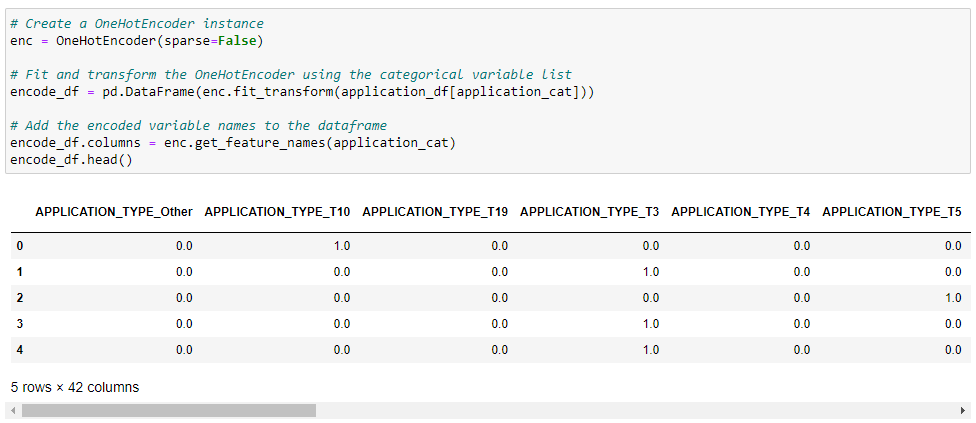 # Create a OneHotEncoder instance
enc = OneHotEncoder(sparse=False)
# Fit and transform the OneHotEncoder using the categorical variable list
encode_df = pd.DataFrame(enc.fit_transform(application_df[application_cat]))
# Add the encoded variable names to the dataframe
encode_df.columns = enc.get_feature_names(application_cat)
encode_df.head()
APPLICATION_TYPE_Other APPLICATION_TYPE_T10 APPLICATION_TYPE_T19 APPLICATION_TYPE_T3 APPLICATION_TYPE_T4 APPLICATION_TYPE_T5
0 0.0 1.0 0.0 0.0 0.0 0.0
1 0.0 0.0 0.0 1.0 0.0 0.0
2 0.0 0.0 0.0 0.0 0.0 1.0
3 0.0 0.0 0.0 1.0 0.0 0.0
4 0.0 0.0 0.0 1.0 0.0 0.0
5 rows × 42 columns